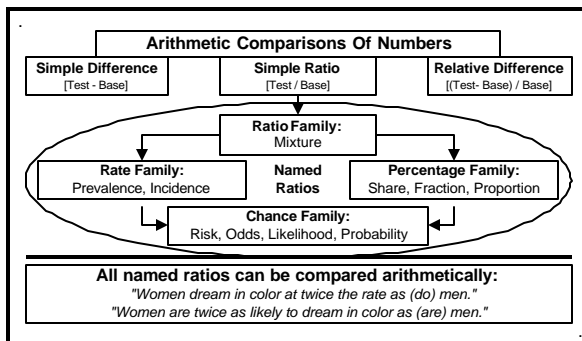 Arithmetic Comparisons Of Numbers
Simple Difference
[Test - Base]
Simple Ratio
[Test / Base]
Relative Difference
[(Test- Base) / Base]
Ratio Family:
Mixture
Rate Family:
Prevalence, Incidence
Named
Ratios
Percentage Family:
Share, Fraction, Proportion
Chance Family:
Risk, Odds, Likelihood, Probability
All named ratios can be compared arithmetically:
"Women dream in color at twice the rate as (do) men."
"Women are twice as likely to dream in color as (are) men."